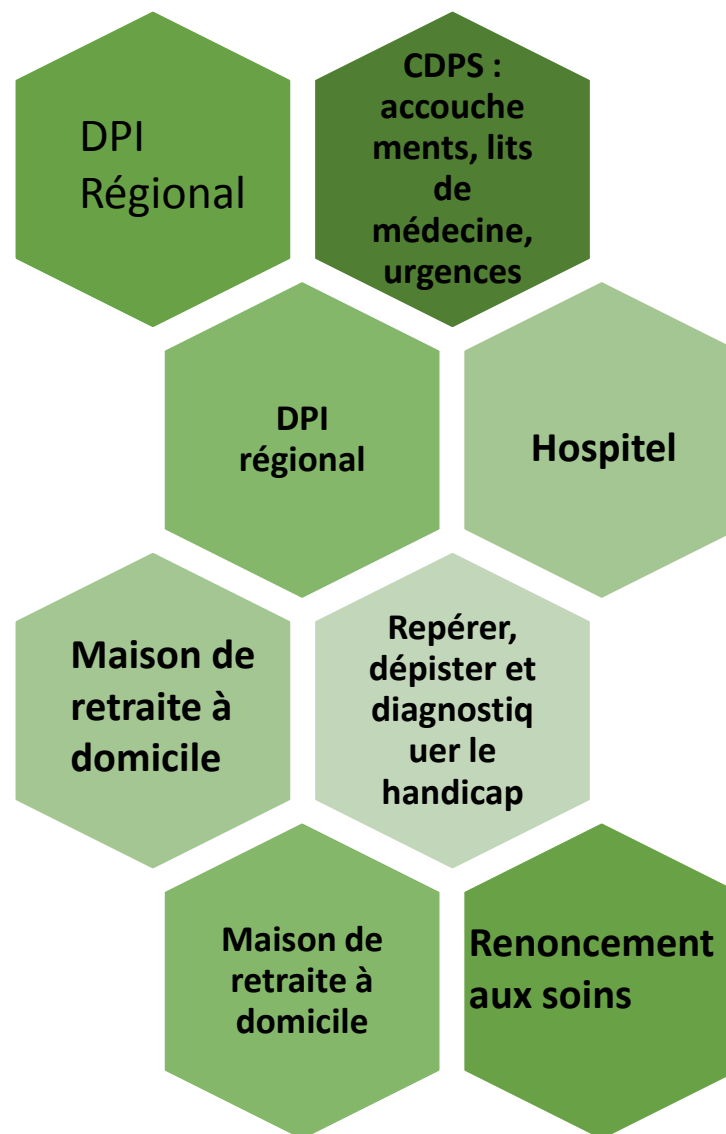 DPI
Régional
CDPS :
accouche
ments, lits
de
médecine,
urgences
DPI
régional
Hospitel
Maison de
retraite à
domicile
Repérer,
dépister et
diagnostiq
uer le
handicap
Maison de
retraite à
domicile
Renoncement
aux soins